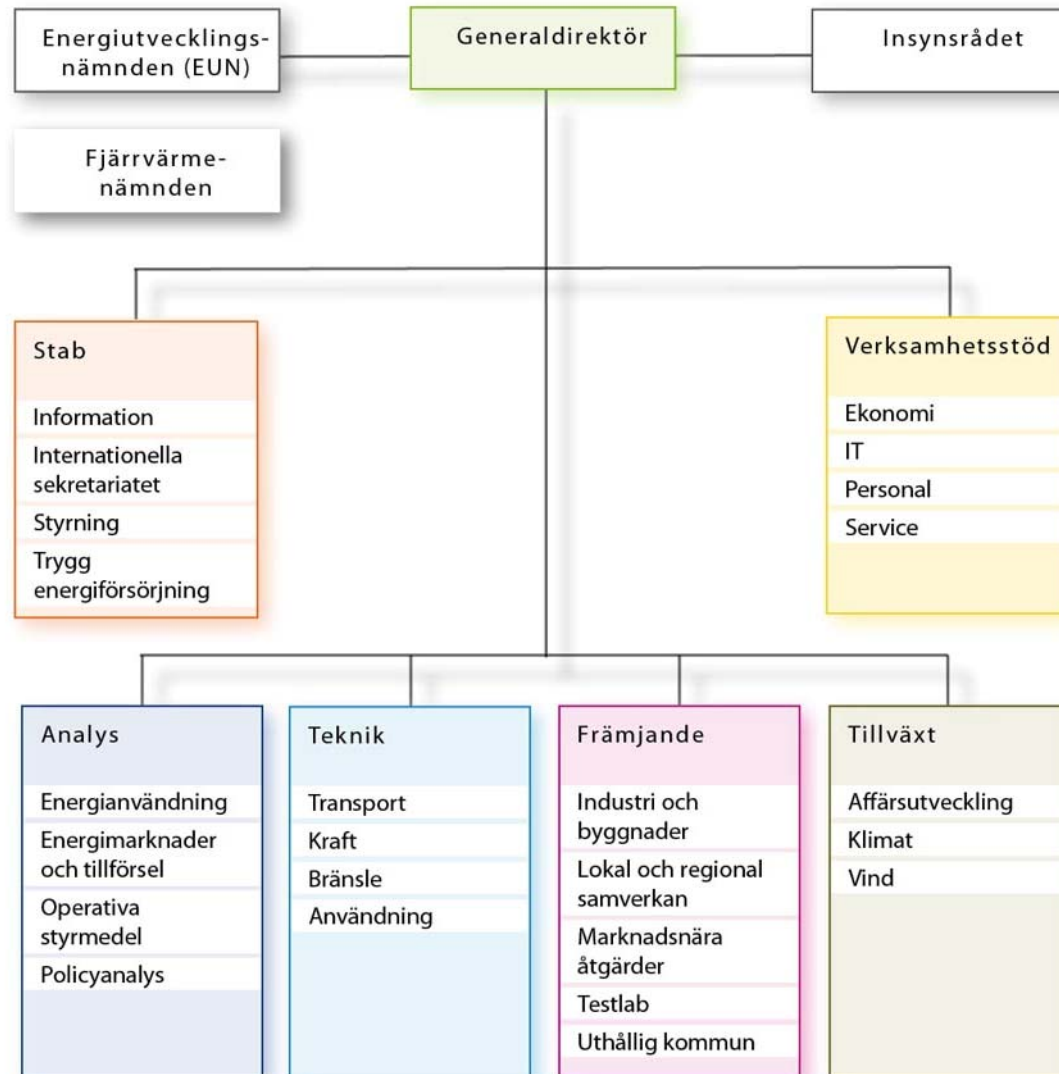 Energiutvecklings-
nämnden (EUN)
Generaldirektör
Insynsrådet
Fjärrvärme-
nämnden
Stab
Information
Internationella
sekretariatet
Styrning
Trygg
energiförsörjning
Verksamhetsstöd
Ekonomi
IT
Personal
Service
Analys
Energianvändning
Energimarknader
och tillförsel
Operativa
styrmedel
Policyanalys
Teknik
Transport
Kraft
Bränsle
Användning
Främjande
Industri och
byggnader
Lokal och regional
samverkan
Marknadsnära
åtgärder
Testlab
Uthållig kommun
Tillväxt
Affärsutveckling
Klimat
Vind